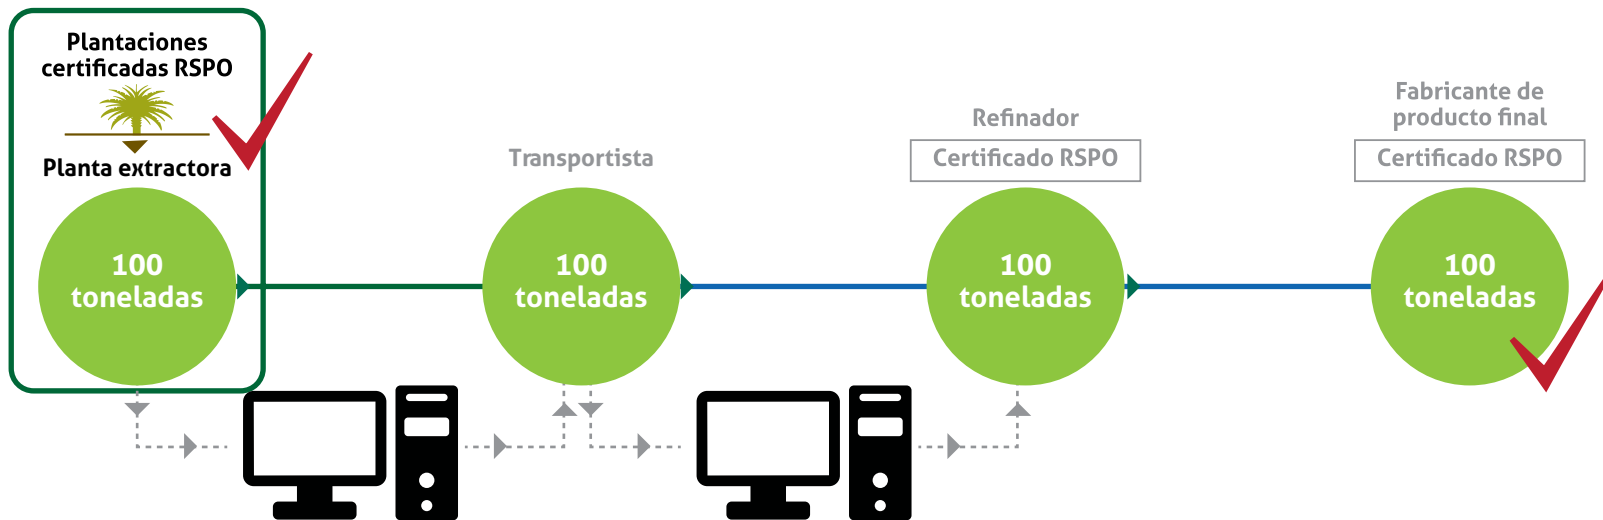 Plantaciones
certificadas RSPO
Planta extractora
100
toneladas
Transportista
100
toneladas
Refinador
Certificado RSPO
100
toneladas
Fabricante de
producto final
Certificado RSPO
100
toneladas